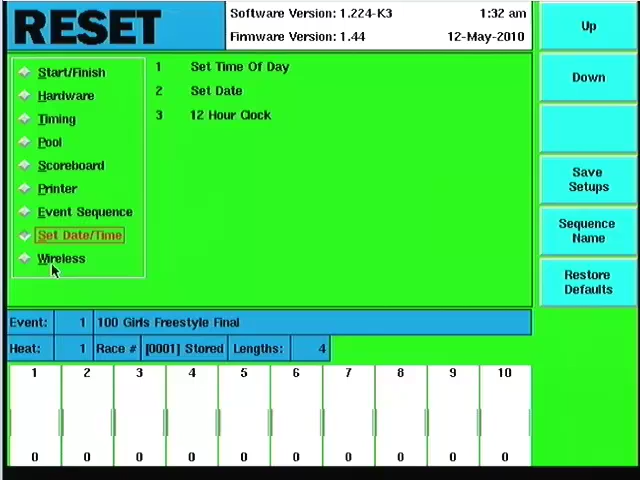 RESET
Software Version: 1.224-K3 1:32 am
Firmware Version: 1.44 12-May-2010
Start/Finish
Hardware
Timing
Pool
Scoreboard
Printer
Event Sequence
Set Date/Time
Wireless
1 Set Time Of Day
2 Set Date
3 12 Hour Clock
Up
Down
Save
Setups
Sequence
Name
Restore
Defaults
Event: 1 100 Girls Freestyle Final
Heat: 1 Race # [0001] Stored Lengths: 4
1 2 3 4 5 6 7 8 9 10
0 0 0 0 0 0 0 0 0 0